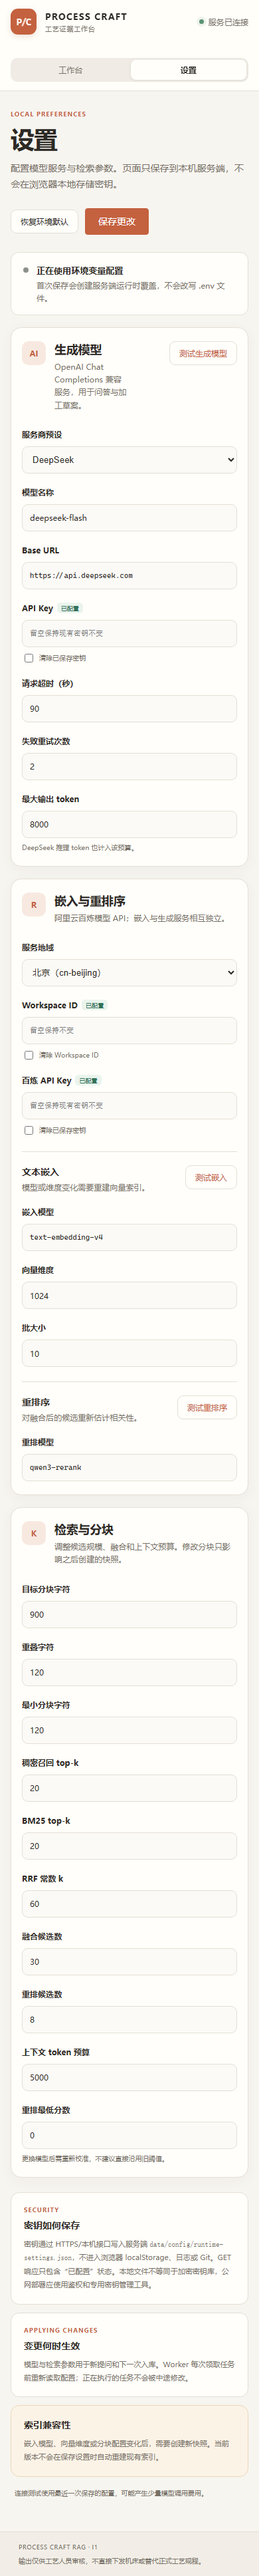 P/C
PROCESS CRAFT
工艺证据工作台
服务已连接
工作台
设置
LOCAL PREFERENCES
设置
配置模型服务与检索参数。页面只保存到本机服务端，不
会在浏览器本地存储密钥。
恢复环境默认
保存更改
正在使用环境变量配置
首次保存会创建服务端运行时覆盖，不会改写 .env 文
件。
AI
生成模型
OpenAI Chat
Completions 兼容
服务，用于问答与加
工草案。
测试生成模型
服务商预设
DeepSeek
模型名称
deepseek-flash
Base URL
https://api.deepseek.com
API Key 已配置
留空保持现有密钥不变
清除已保存密钥
请求超时（秒）
90
失败重试次数
2
最大输出 token
8000
DeepSeek 推理 token 也计入该预算。
R
嵌入与重排序
阿里云百炼模型 API；嵌入与生成服务相互独立。
服务地域
北京（cn-beijing）
Workspace ID 已配置
留空保持不变
清除 Workspace ID
百炼 API Key 已配置
留空保持现有密钥不变
清除已保存密钥
文本嵌入
模型或维度变化需要重建向量索引。
测试嵌入
嵌入模型
text-embedding-v4
向量维度
1024
批大小
10
重排序
对融合后的候选重新估计相关性。
测试重排序
重排模型
qwen3-rerank
K
检索与分块
调整候选规模、融合和上下文预算。修改分块只影
响之后创建的快照。
目标分块字符
900
重叠字符
120
最小分块字符
120
稠密召回 top-k
20
BM25 top-k
20
RRF 常数 k
60
融合候选数
30
重排候选数
8
上下文 token 预算
5000
重排最低分数
0
更换模型后需重新校准，不建议直接沿用旧阈值。
SECURITY
密钥如何保存
密钥通过 HTTPS/本机接口写入服务端 data/config/runtime-
settings.json，不进入浏览器 localStorage、日志或 Git。GET
响应只包含“已配置”状态。本地文件不等同于加密密钥库，公
网部署应使用鉴权和专用密钥管理工具。
APPLYING CHANGES
变更何时生效
模型与检索参数用于新提问和下一次入库。Worker 每次领取任务
前重新读取配置；正在执行的任务不会被中途修改。
索引兼容性
嵌入模型、向量维度或分块配置变化后，需要创建新快照。当前
版本不会在保存设置时自动重建现有索引。
连接测试使用最近一次保存的配置，可能产生少量模型调用费用。
PROCESS CRAFT RAG · I1
输出仅供工艺人员审核，不直接下发机床或替代正式工艺规程。